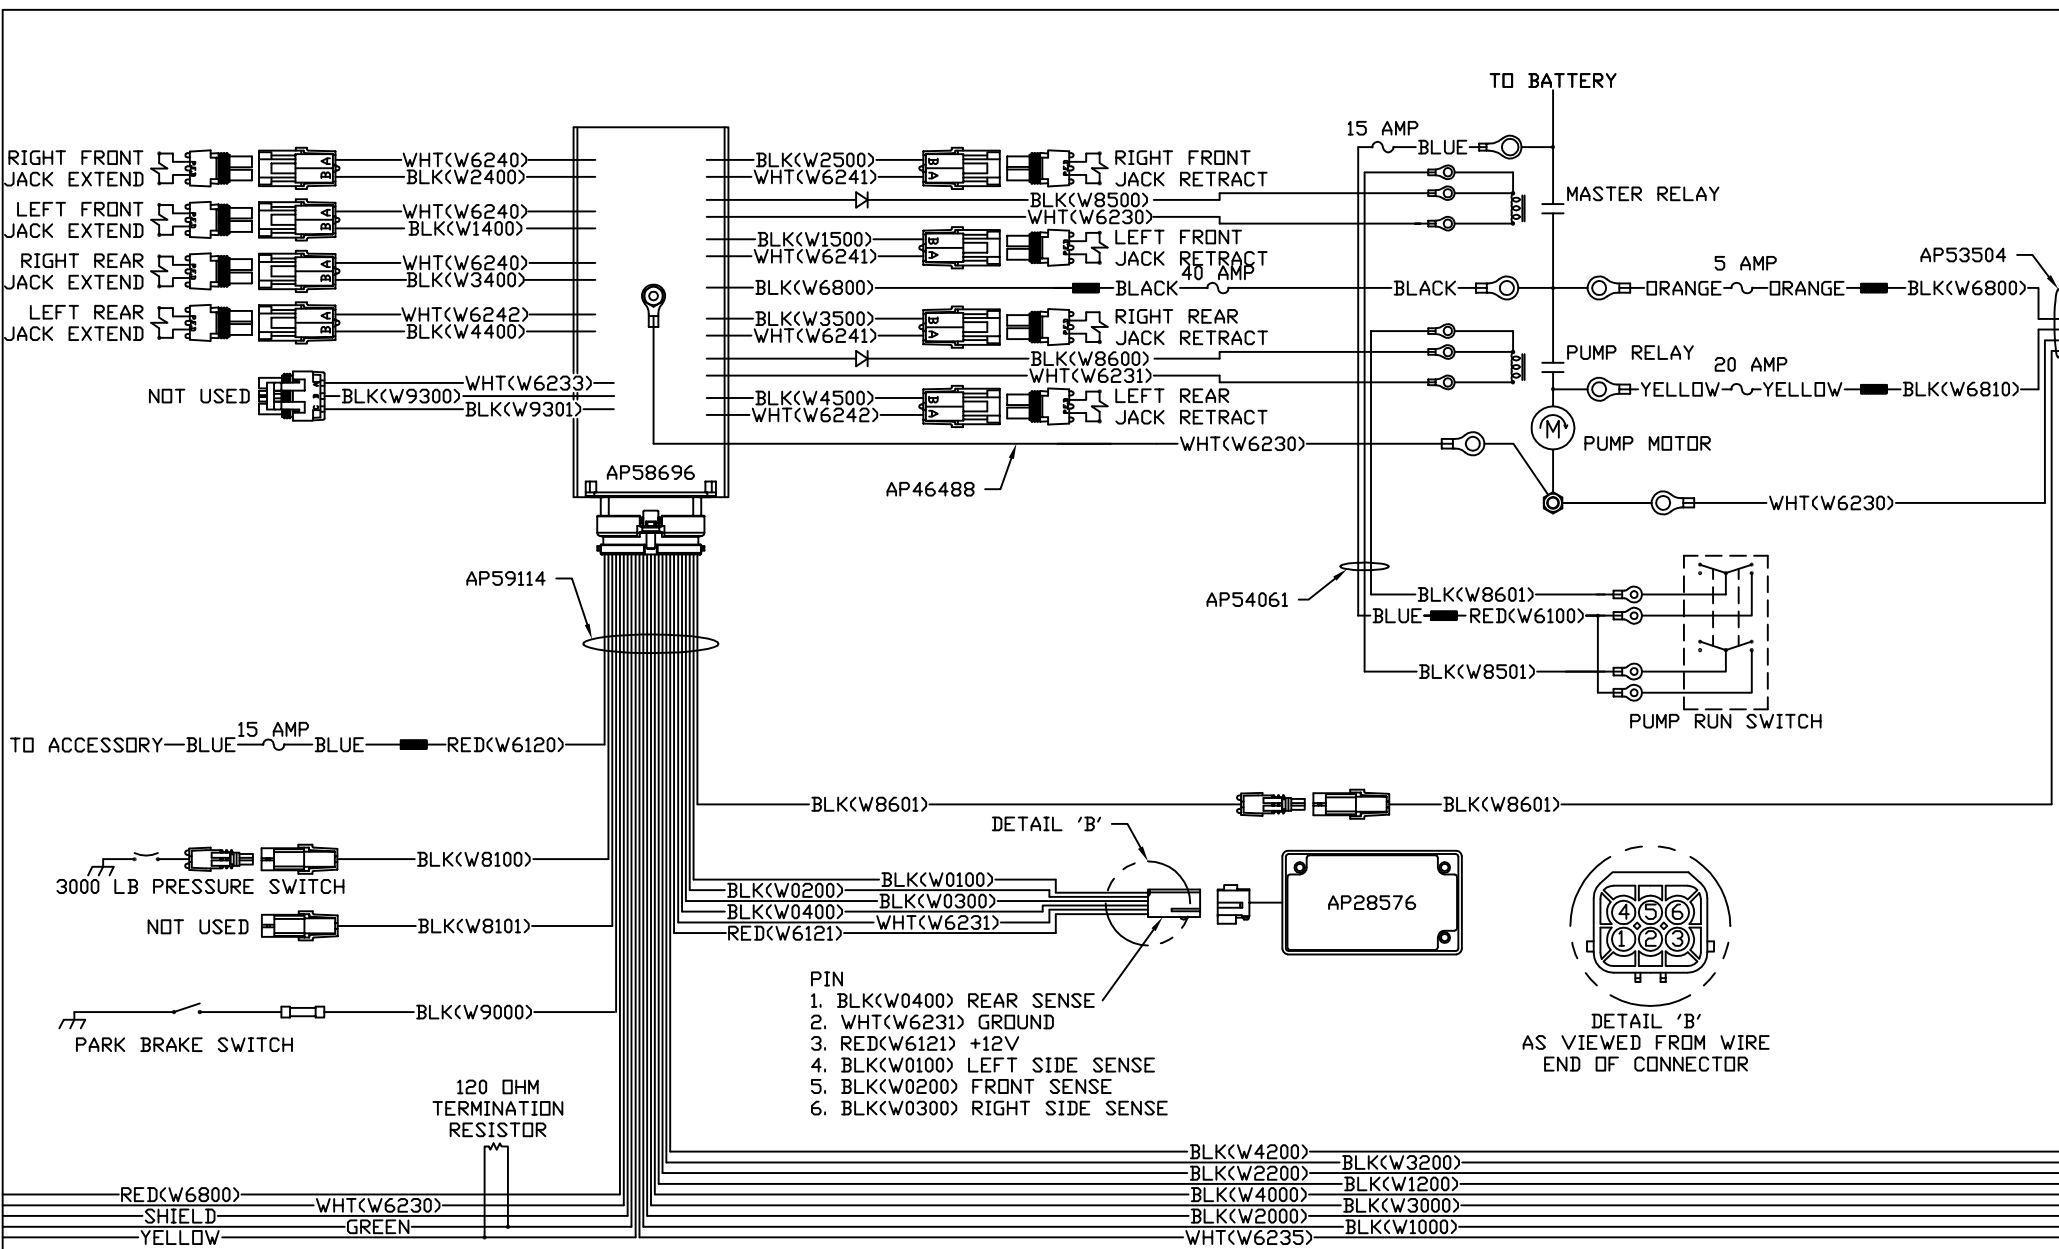 TO BATTERY
15 AMP
BLUE
RIGHT FRONT
JACK EXTEND
A
B
WHT(W6240)
BLK(W2400)
BLK(W2500)
WHT(W6241)
B
A
RIGHT FRONT
JACK RETRACT
BLK(W8500)
WHT(W6230)
MASTER RELAY
LEFT FRONT
JACK EXTEND
A
B
WHT(W6240)
BLK(W1400)
BLK(W1500)
WHT(W6241)
B
A
LEFT FRONT
JACK RETRACT
RIGHT REAR
JACK EXTEND
A
B
WHT(W6240)
BLK(W3400)
BLK(W6800)
BLACK
40 AMP
BLACK
5 AMP
ORANGE
ORANGE
BLK(W6800)
AP53504
LEFT REAR
JACK EXTEND
A
B
WHT(W6242)
BLK(W4400)
BLK(W3500)
WHT(W6241)
B
A
RIGHT REAR
JACK RETRACT
BLK(W8600)
WHT(W6231)
PUMP RELAY
20 AMP
YELLOW
YELLOW
BLK(W6810)
NOT USED
WHT(W6233)
BLK(W9300)
BLK(W9301)
BLK(W4500)
WHT(W6242)
B
A
LEFT REAR
JACK RETRACT
WHT(W6230)
M
PUMP MOTOR
AP58696
AP46488
WHT(W6230)
AP59114
AP54061
BLK(W8601)
BLUE
RED(W6100)
BLK(W8501)
PUMP RUN SWITCH
TO ACCESSORY
BLUE
15 AMP
BLUE
RED(W6120)
BLK(W8601)
BLK(W8601)
DETAIL 'B'
BLK(W8100)
3000 LB PRESSURE SWITCH
BLK(W0100)
BLK(W0200)
BLK(W0300)
BLK(W0400)
WHT(W6231)
RED(W6121)
AP28576
4 5 6
1 2 3
NOT USED
BLK(W8101)
PIN
1. BLK(W0400) REAR SENSE
2. WHT(W6231) GROUND
3. RED(W6121) +12V
4. BLK(W0100) LEFT SIDE SENSE
5. BLK(W0200) FRONT SENSE
6. BLK(W0300) RIGHT SIDE SENSE
DETAIL 'B'
AS VIEWED FROM WIRE
END OF CONNECTOR
BLK(W9000)
PARK BRAKE SWITCH
120 OHM
TERMINATION
RESISTOR
RED(W6800)
WHT(W6230)
SHIELD
GREEN
YELLOW
BLK(W4200)
BLK(W3200)
BLK(W2200)
BLK(W1200)
BLK(W4000)
BLK(W3000)
BLK(W2000)
BLK(W1000)
WHT(W6235)